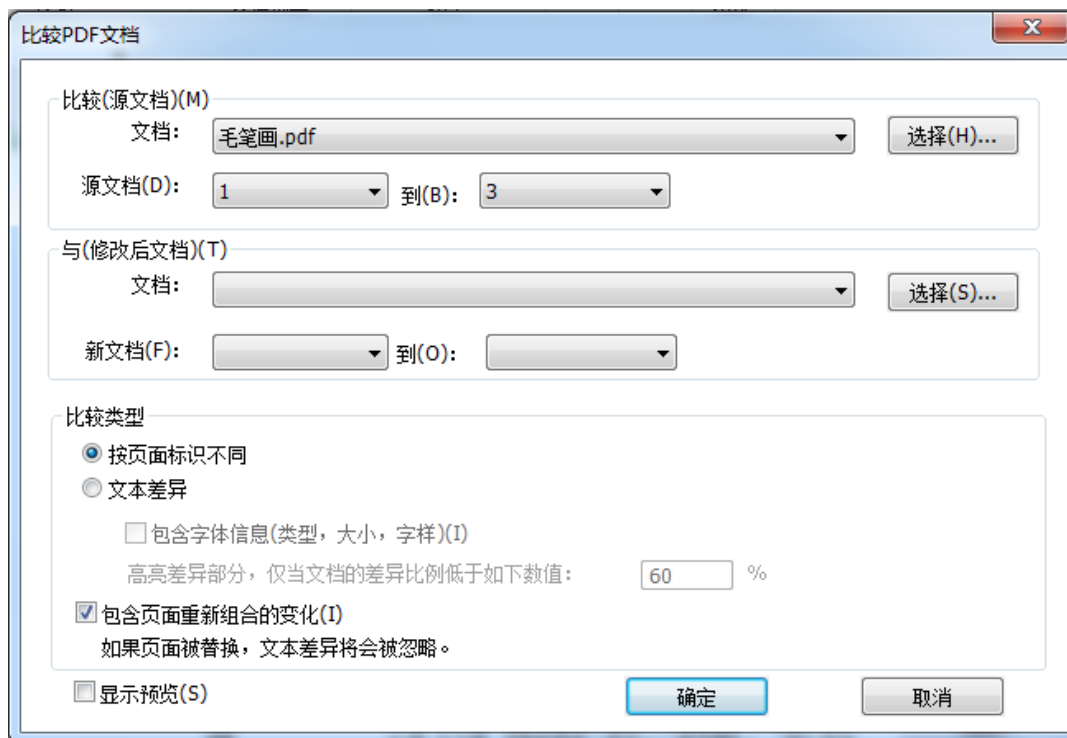 比较PDF文档
比较(源文档)(M)
文档: 毛笔画.pdf 选择(H)...
源文档(D): 1 到(B): 3
与(修改后文档)(T)
文档: 选择(S)...
新文档(F): 到(O):
比较类型
按页面标识不同
文本差异
包含字体信息(类型，大小，字样)(I)
高亮差异部分，仅当文档的差异比例低于如下数值: 60 %
包含页面重新组合的变化(I)
如果页面被替换，文本差异将会被忽略。
显示预览(S) 确定 取消